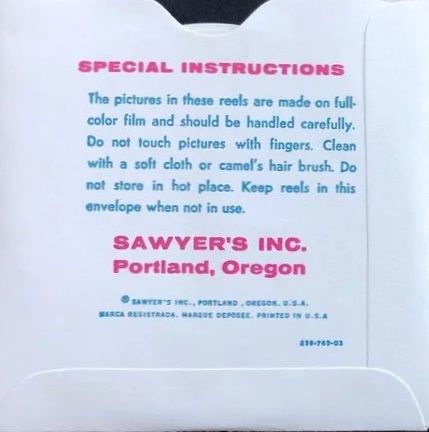 SPECIAL INSTRUCTIONS
The pictures in these reels are made on full-
color film and should be handled carefully.
Do not touch pictures with fingers. Clean
with a soft cloth or camel's hair brush. Do
not store in hot place. Keep reels in this
envelope when not in use.
SAWYER'S INC.
Portland, Oregon
® SAWYER'S INC., PORTLAND, OREGON. U.S.A.
MARCA REGISTRADA. MARQUE DEPOSEE. PRINTED IN U.S.A